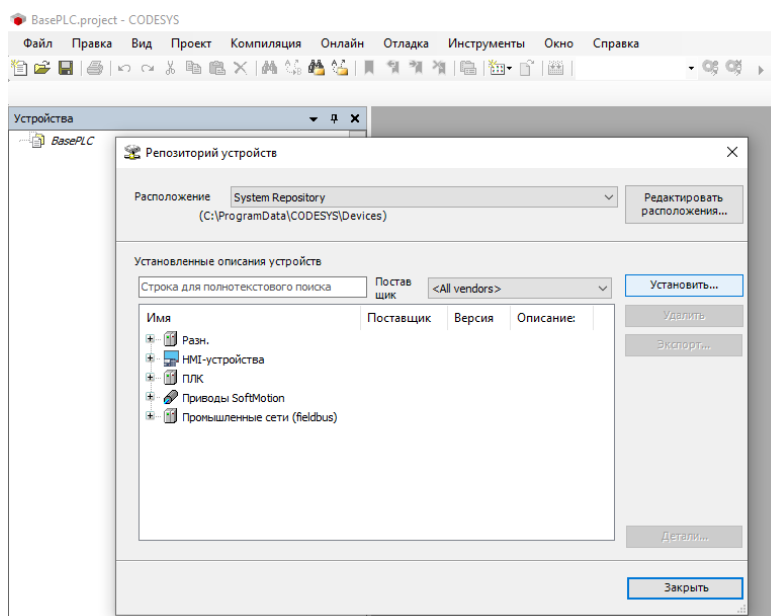 BasePLC.project - CODESYS
Файл Правка Вид Проект Компиляция Онлайн Отладка Инструменты Окно Справка
Устройства
BasePLC
Репозиторий устройств
Расположение System Repository
(C:\ProgramData\CODESYS\Devices)
Редактировать
расположения...
Установленные описания устройств
Строка для полнотекстового поиска
Постав
щик
<All vendors>
Установить...
Имя Поставщик Версия Описание:
Удалить
Разн.
Экспорт...
HMI-устройства
ПЛК
Приводы SoftMotion
Промышленные сети (fieldbus)
Детали...
Закрыть